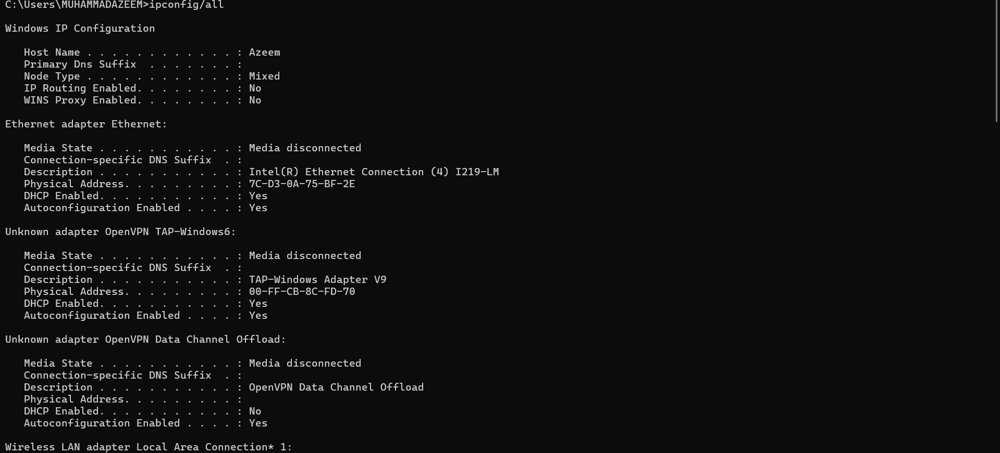 C:\Users\MUHAMMADAZEEM>ipconfig/all
Windows IP Configuration
   Host Name . . . . . . . . . . . . : Azeem
   Primary Dns Suffix  . . . . . . . :
   Node Type . . . . . . . . . . . . : Mixed
   IP Routing Enabled. . . . . . . . : No
   WINS Proxy Enabled. . . . . . . . : No
Ethernet adapter Ethernet:
   Media State . . . . . . . . . . . : Media disconnected
   Connection-specific DNS Suffix  . :
   Description . . . . . . . . . . . : Intel(R) Ethernet Connection (4) I219-LM
   Physical Address. . . . . . . . . : 7C-D3-0A-75-BF-2E
   DHCP Enabled. . . . . . . . . . . : Yes
   Autoconfiguration Enabled . . . . : Yes
Unknown adapter OpenVPN TAP-Windows6:
   Media State . . . . . . . . . . . : Media disconnected
   Connection-specific DNS Suffix  . :
   Description . . . . . . . . . . . : TAP-Windows Adapter V9
   Physical Address. . . . . . . . . : 00-FF-CB-8C-FD-70
   DHCP Enabled. . . . . . . . . . . : Yes
   Autoconfiguration Enabled . . . . : Yes
Unknown adapter OpenVPN Data Channel Offload:
   Media State . . . . . . . . . . . : Media disconnected
   Connection-specific DNS Suffix  . :
   Description . . . . . . . . . . . : OpenVPN Data Channel Offload
   Physical Address. . . . . . . . . :
   DHCP Enabled. . . . . . . . . . . : No
   Autoconfiguration Enabled . . . . : Yes
Wireless LAN adapter Local Area Connection* 1: